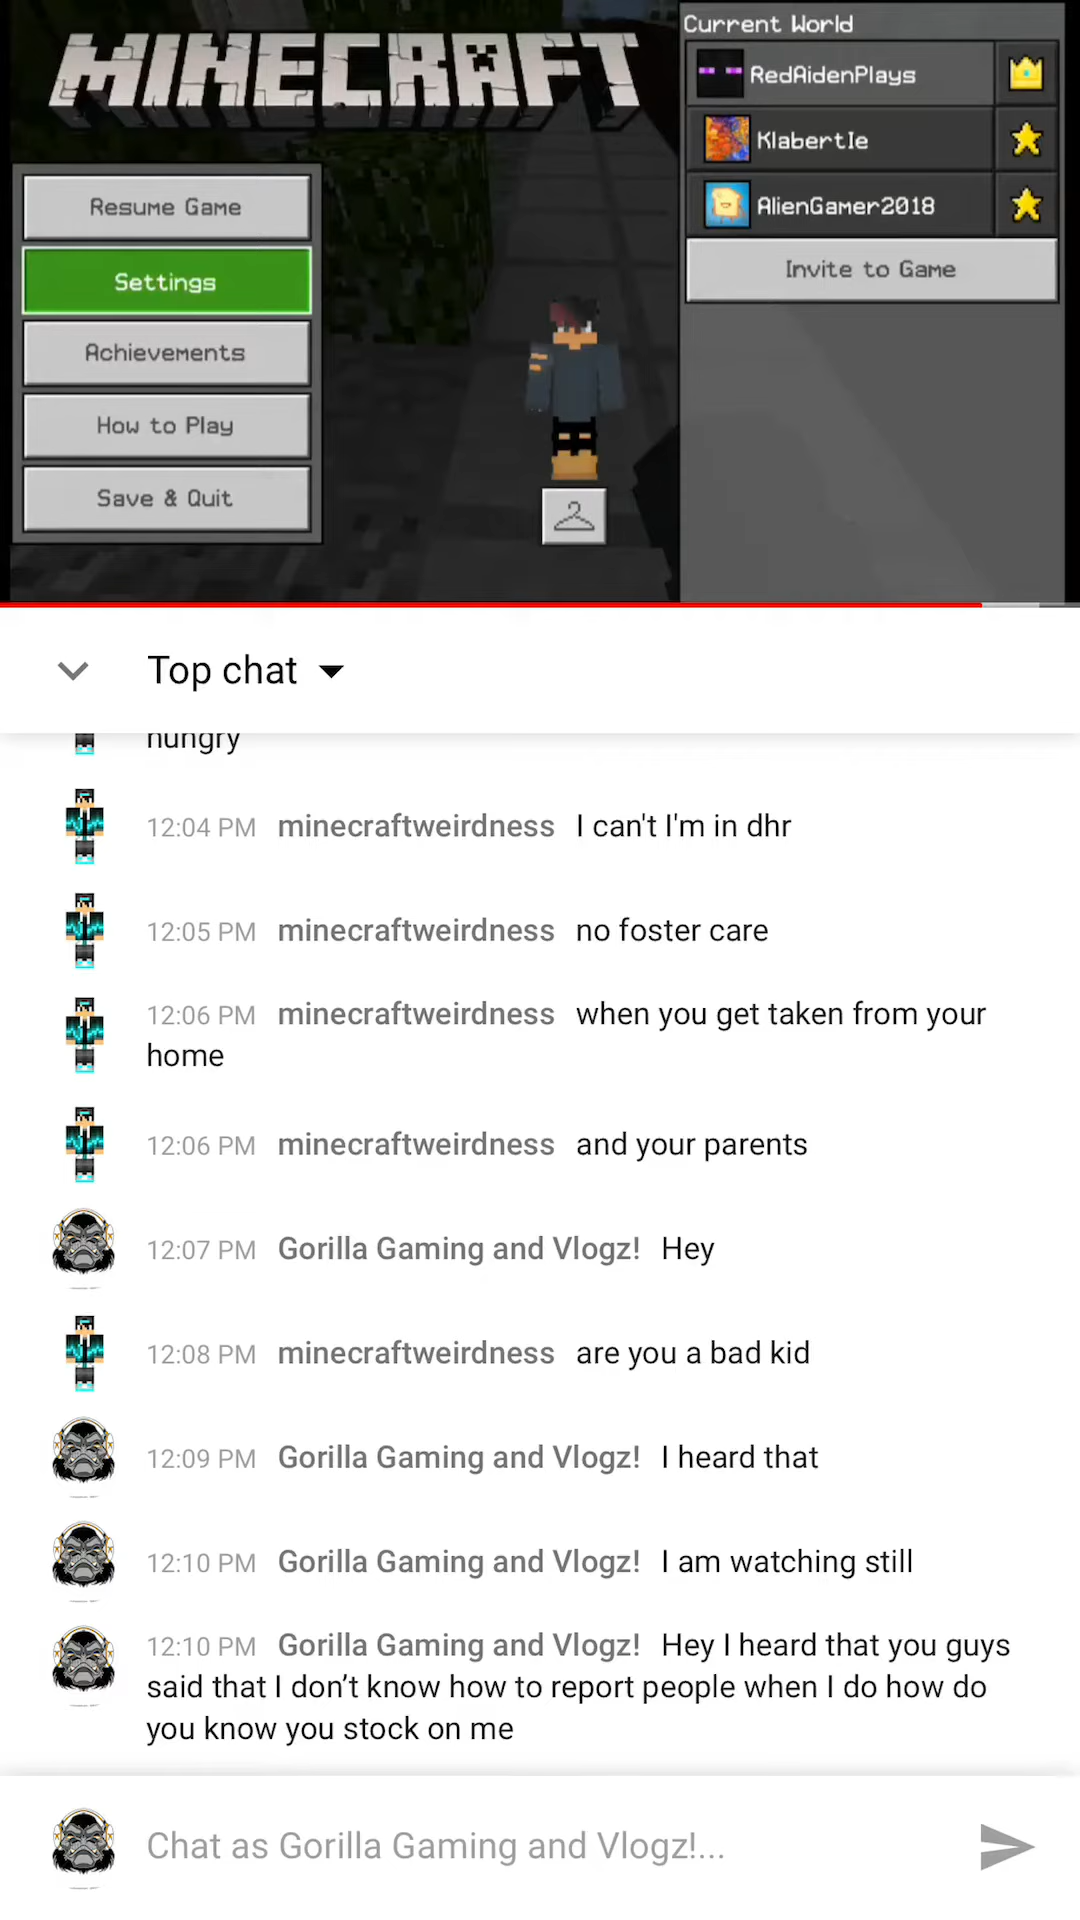 MINECRAFT
Current World
RedAidenPlays
KlabertIe
AlienGamer2018
Invite to Game
Resume Game
Settings
Achievements
How to Play
Save & Quit
Top chat
hungry
12:04 PM minecraftweirdness I can't I'm in dhr
12:05 PM minecraftweirdness no foster care
12:06 PM minecraftweirdness when you get taken from your
home
12:06 PM minecraftweirdness and your parents
12:07 PM Gorilla Gaming and Vlogz! Hey
12:08 PM minecraftweirdness are you a bad kid
12:09 PM Gorilla Gaming and Vlogz! I heard that
12:10 PM Gorilla Gaming and Vlogz! I am watching still
12:10 PM Gorilla Gaming and Vlogz! Hey I heard that you guys
said that I don’t know how to report people when I do how do
you know you stock on me
Chat as Gorilla Gaming and Vlogz!...